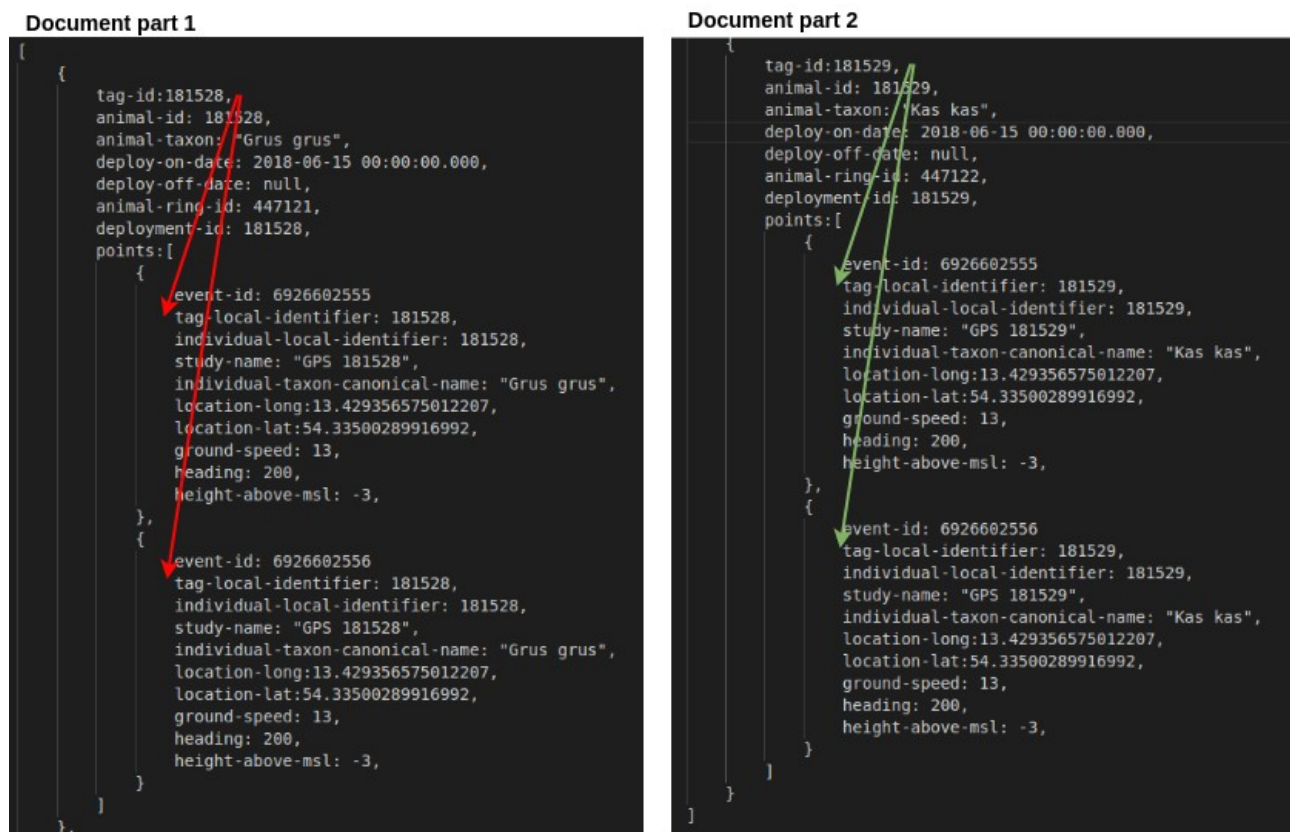 Document part 1
[
{
tag-id:181528,
animal-id: 181528,
animal-taxon: "Grus grus",
deploy-on-date: 2018-06-15 00:00:00.000,
deploy-off-date: null,
animal-ring-id: 447121,
deployment-id: 181528,
points:[
{
event-id: 6926602555
tag-local-identifier: 181528,
individual-local-identifier: 181528,
study-name: "GPS 181528",
individual-taxon-canonical-name: "Grus grus",
location-long:13.429356575012207,
location-lat:54.33500289916992,
ground-speed: 13,
heading: 200,
height-above-msl: -3,
},
{
event-id: 6926602556
tag-local-identifier: 181528,
individual-local-identifier: 181528,
study-name: "GPS 181528",
individual-taxon-canonical-name: "Grus grus",
location-long:13.429356575012207,
location-lat:54.33500289916992,
ground-speed: 13,
heading: 200,
height-above-msl: -3,
}
]
},
Document part 2
{
tag-id:181529,
animal-id: 181529,
animal-taxon: "Kas kas",
deploy-on-date: 2018-06-15 00:00:00.000,
deploy-off-date: null,
animal-ring-id: 447122,
deployment-id: 181529,
points:[
{
event-id: 6926602555
tag-local-identifier: 181529,
individual-local-identifier: 181529,
study-name: "GPS 181529",
individual-taxon-canonical-name: "Kas kas",
location-long:13.429356575012207,
location-lat:54.33500289916992,
ground-speed: 13,
heading: 200,
height-above-msl: -3,
},
{
event-id: 6926602556
tag-local-identifier: 181529,
individual-local-identifier: 181529,
study-name: "GPS 181529",
individual-taxon-canonical-name: "Kas kas",
location-long:13.429356575012207,
location-lat:54.33500289916992,
ground-speed: 13,
heading: 200,
height-above-msl: -3,
}
]
}
]